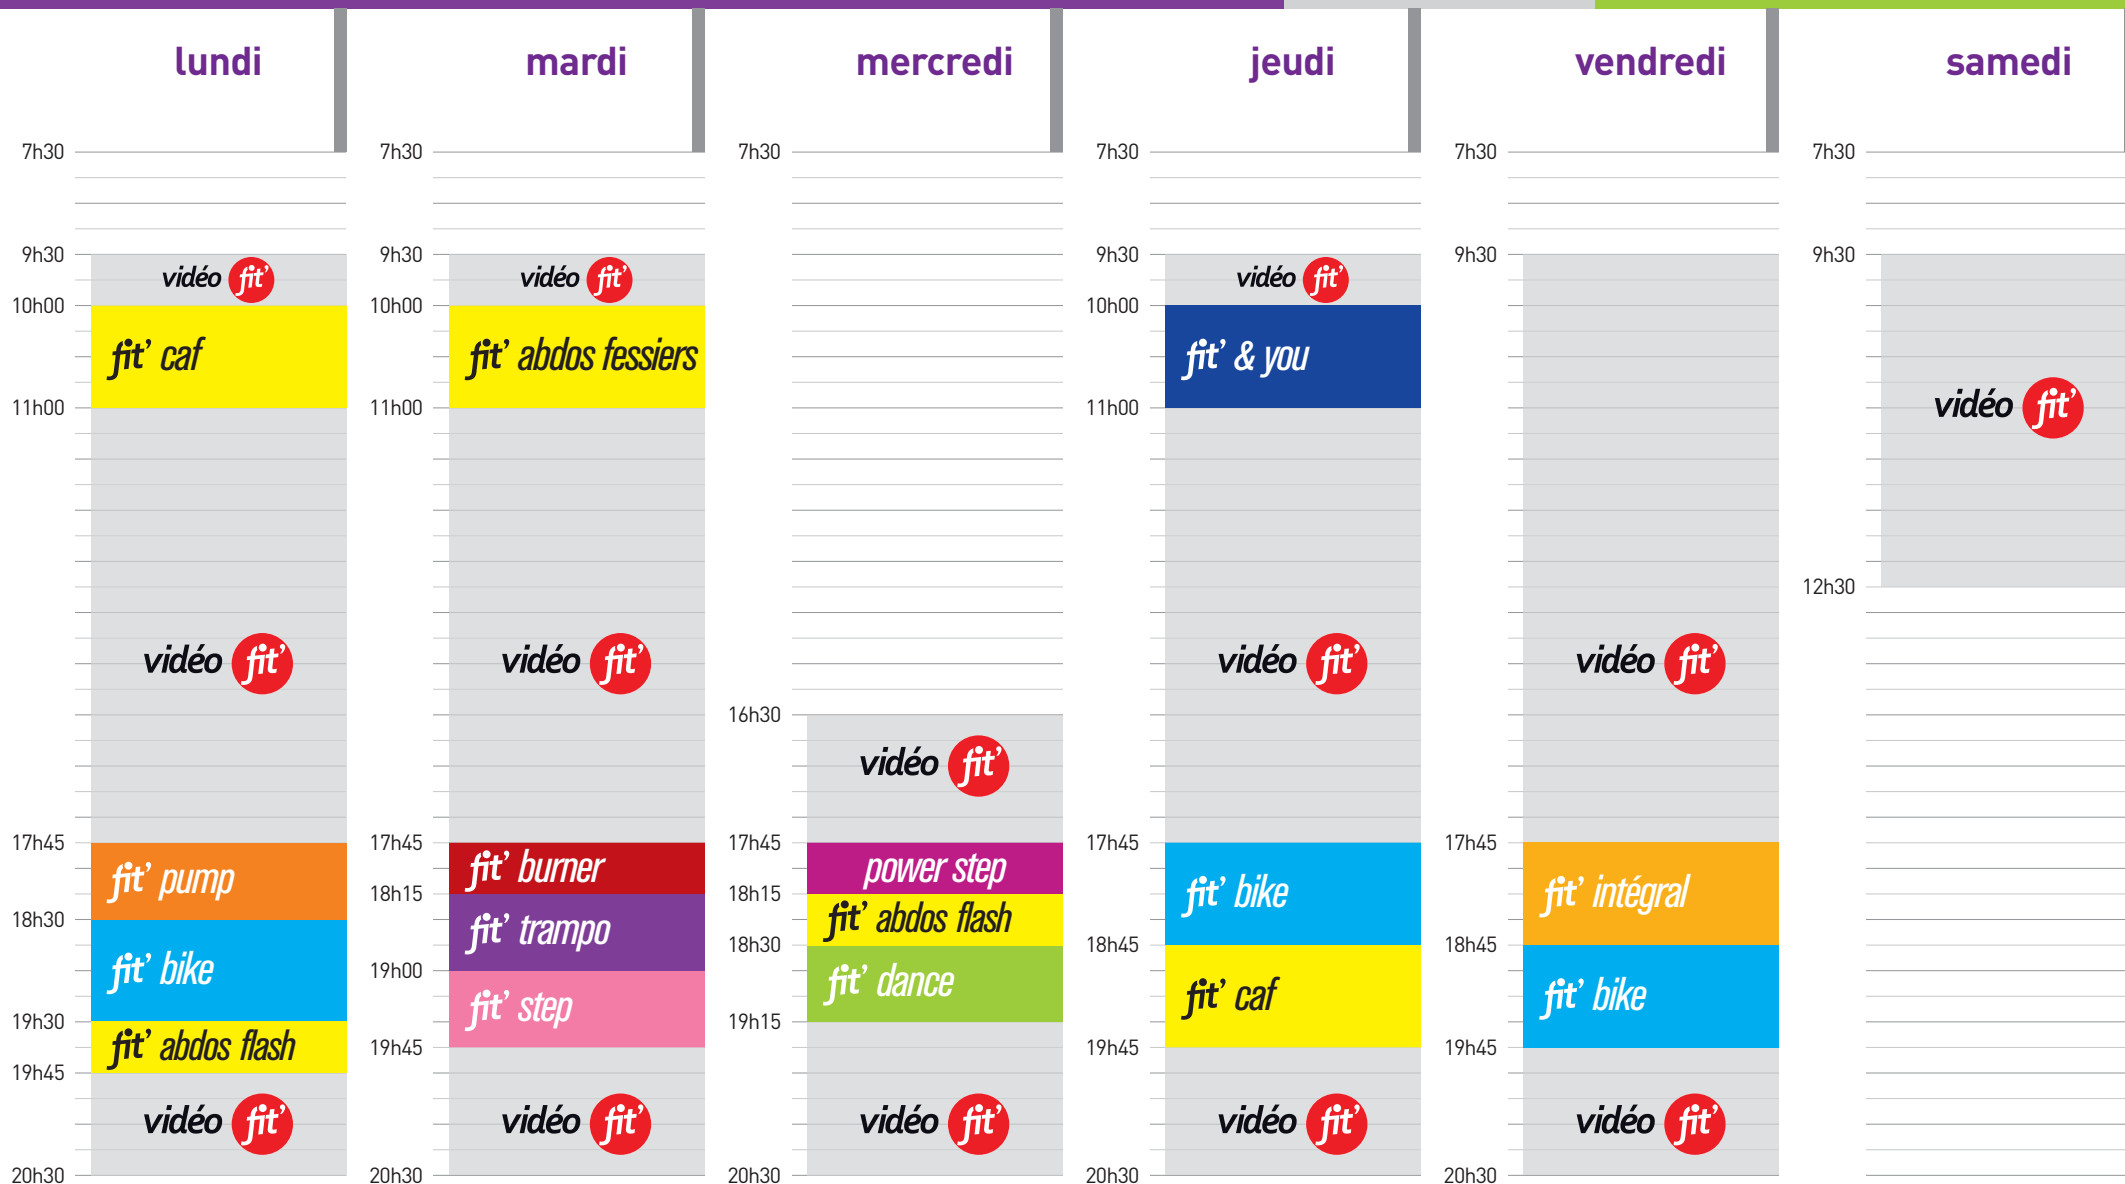 lundi
7h30
9h30
vidéo fit'
10h00
fit' caf
11h00
vidéo fit'
17h45
fit' pump
18h30
fit' bike
19h30
fit' abdos flash
19h45
vidéo fit'
20h30
mardi
7h30
9h30
vidéo fit'
10h00
fit' abdos fessiers
11h00
vidéo fit'
17h45
fit' burner
18h15
fit' trampo
19h00
fit' step
19h45
vidéo fit'
20h30
mercredi
7h30
16h30
vidéo fit'
17h45
power step
18h15
fit' abdos flash
18h30
fit' dance
19h15
vidéo fit'
20h30
jeudi
7h30
9h30
vidéo fit'
10h00
fit' & you
11h00
vidéo fit'
17h45
fit' bike
18h45
fit' caf
19h45
vidéo fit'
20h30
vendredi
7h30
9h30
vidéo fit'
17h45
fit' intégral
18h45
fit' bike
19h45
vidéo fit'
20h30
samedi
7h30
9h30
vidéo fit'
12h30